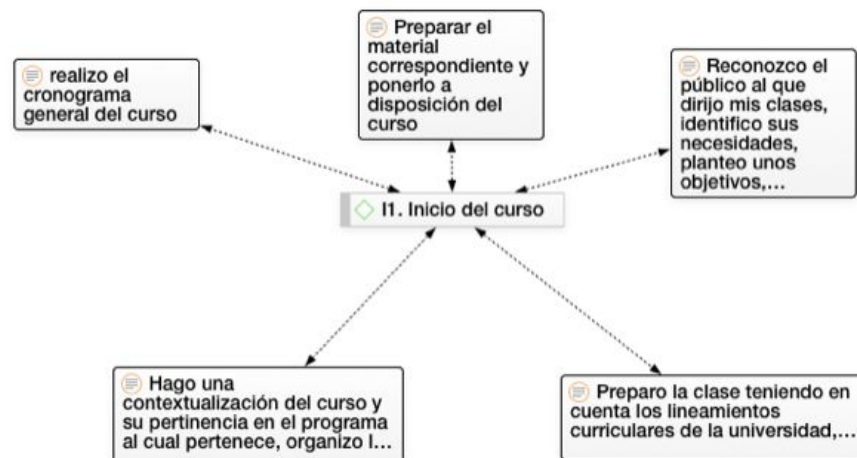 realizo el
cronograma
general del curso
Preparar el
material
correspondiente y
ponerlo a
disposición del
curso
Reconozco el
público al que
dirijo mis clases,
identifico sus
necesidades,
planteo unos
objetivos,...
I1. Inicio del curso
Hago una
contextualización del curso y
su pertinencia en el programa
al cual pertenece, organizo l...
Preparo la clase teniendo en
cuenta los lineamientos
curriculares de la universidad,...